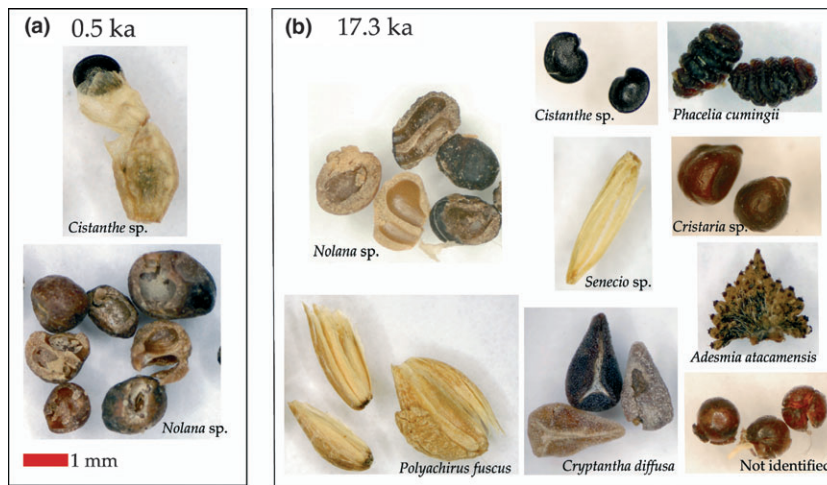 (a) 0.5 ka
Cistanthe sp.
Nolana sp.
1 mm
(b) 17.3 ka
Cistanthe sp.
Phacelia cumingii
Nolana sp.
Senecio sp.
Cristaria sp.
Adesmia atacamensis
Polyachirus fuscus
Cryptantha diffusa
Not identified